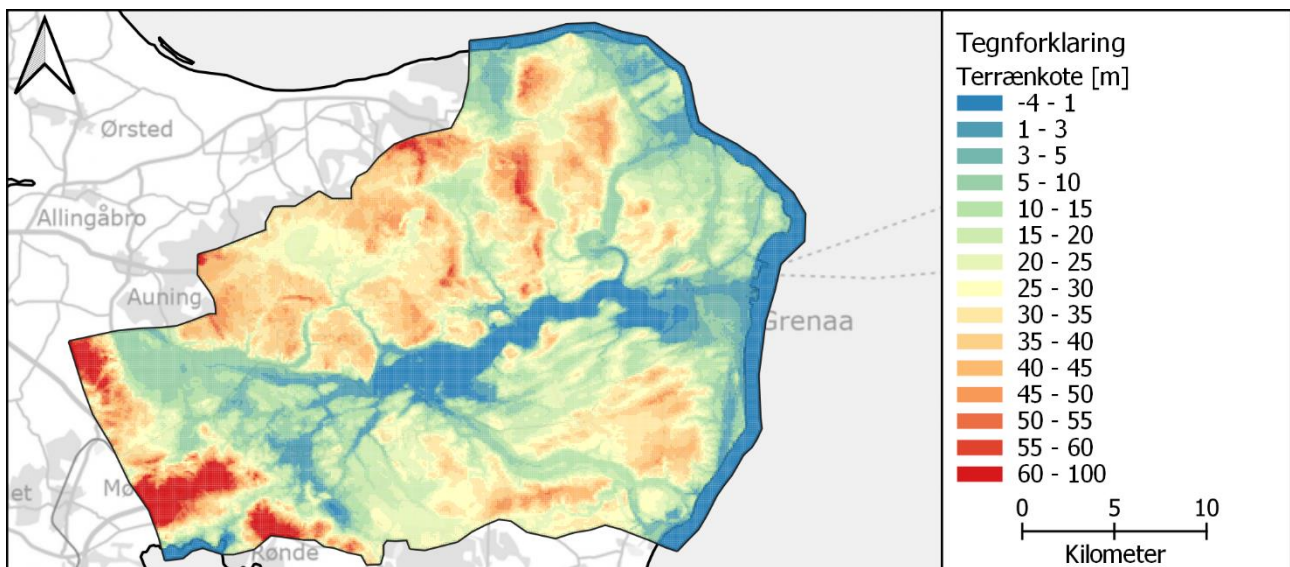 Ørsted
Allingåbro
Auning
Grenaa
Rønde
Tegnforklaring
Terrænkote [m]
-4 - 1
1 - 3
3 - 5
5 - 10
10 - 15
15 - 20
20 - 25
25 - 30
30 - 35
35 - 40
40 - 45
45 - 50
50 - 55
55 - 60
60 - 100
0 5 10
Kilometer